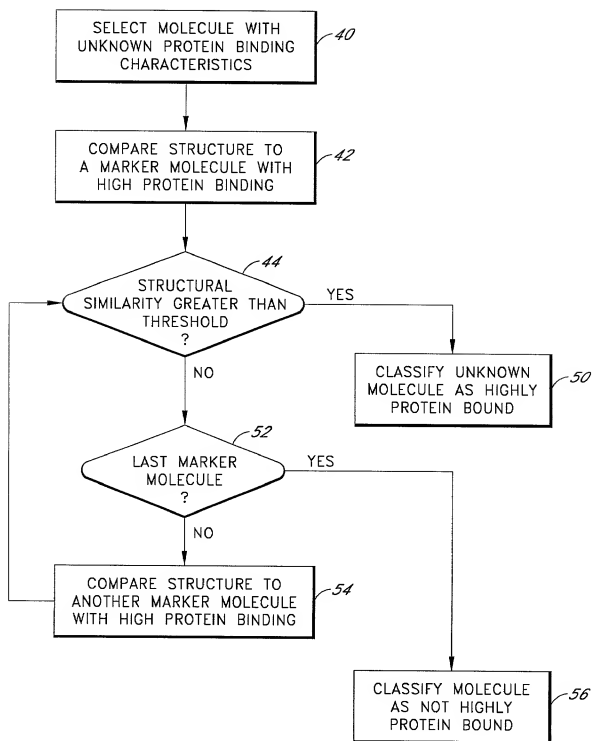 SELECT MOLECULE WITH
UNKNOWN PROTEIN BINDING
CHARACTERISTICS
40
COMPARE STRUCTURE TO
A MARKER MOLECULE WITH
HIGH PROTEIN BINDING
42
44
STRUCTURAL
SIMILARITY GREATER THAN
THRESHOLD
?
YES
NO
CLASSIFY UNKNOWN
MOLECULE AS HIGHLY
PROTEIN BOUND
50
52
LAST MARKER
MOLECULE
?
YES
NO
COMPARE STRUCTURE TO
ANOTHER MARKER MOLECULE
WITH HIGH PROTEIN BINDING
54
CLASSIFY MOLECULE
AS NOT HIGHLY
PROTEIN BOUND
56